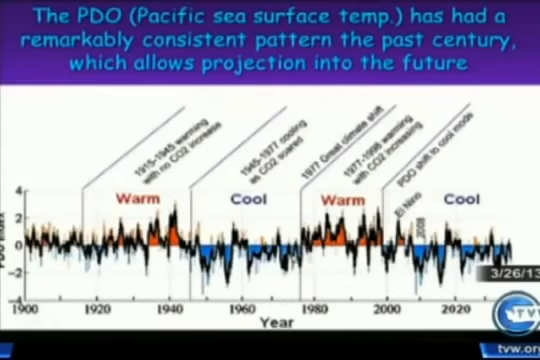 The PDO (Pacific sea surface temp.) has had a
remarkably consistent pattern the past century,
which allows projection into the future
1915-1945 warming
with no CO2 increase
1945-1977 cooling
as CO2 soared
1977 Great climate shift
1977-1998 warming
with CO2 increasing
PDO shift to cool mode
El Nino
2008
Warm
Cool
Warm
Cool
4
2
0
-2
-4
PDO Index
1900
1920
1940
1960
1980
2000
2020
Year
3/26/13
TVW
tvw.org